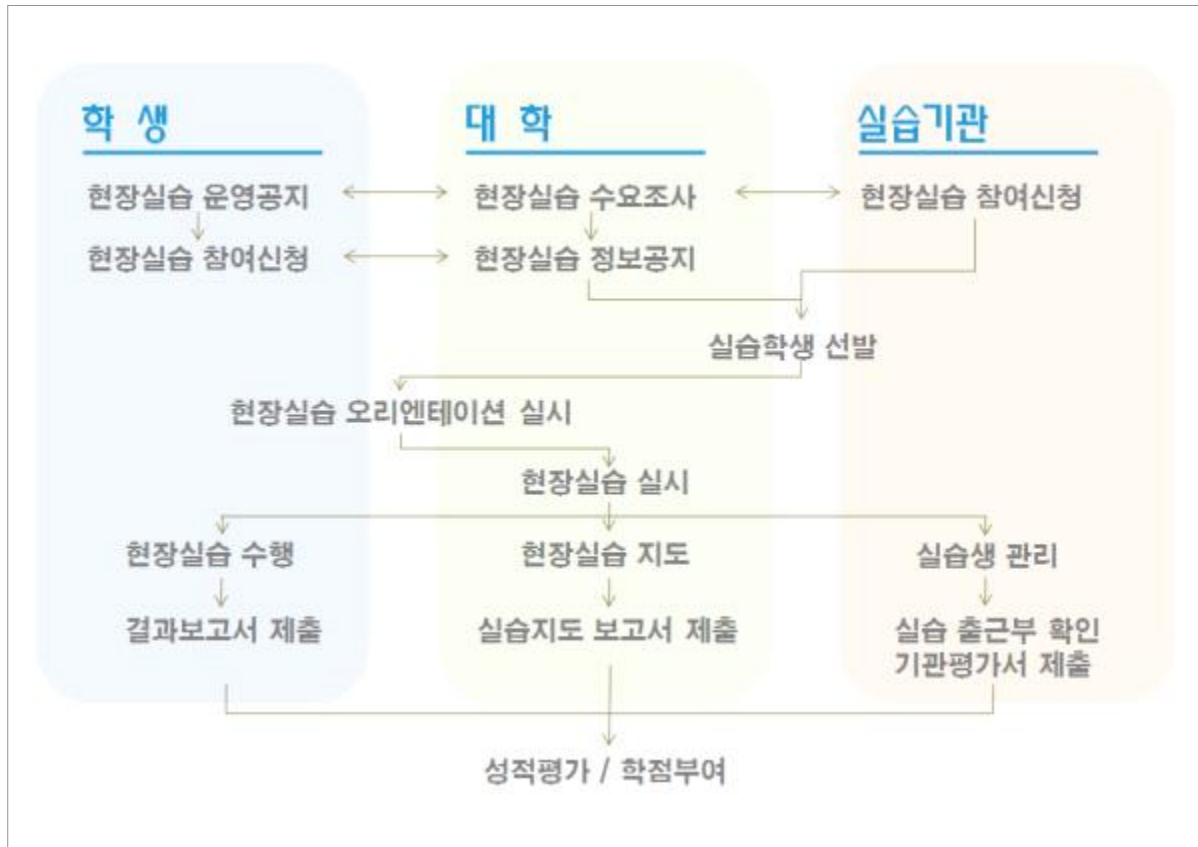 학 생
대 학
실습기관
현장실습 운영공지
현장실습 수요조사
현장실습 참여신청
현장실습 참여신청
현장실습 정보공지
실습학생 선발
현장실습 오리엔테이션 실시
현장실습 실시
현장실습 수행
현장실습 지도
실습생 관리
결과보고서 제출
실습지도 보고서 제출
실습 출근부 확인
기관평가서 제출
성적평가 / 학점부여